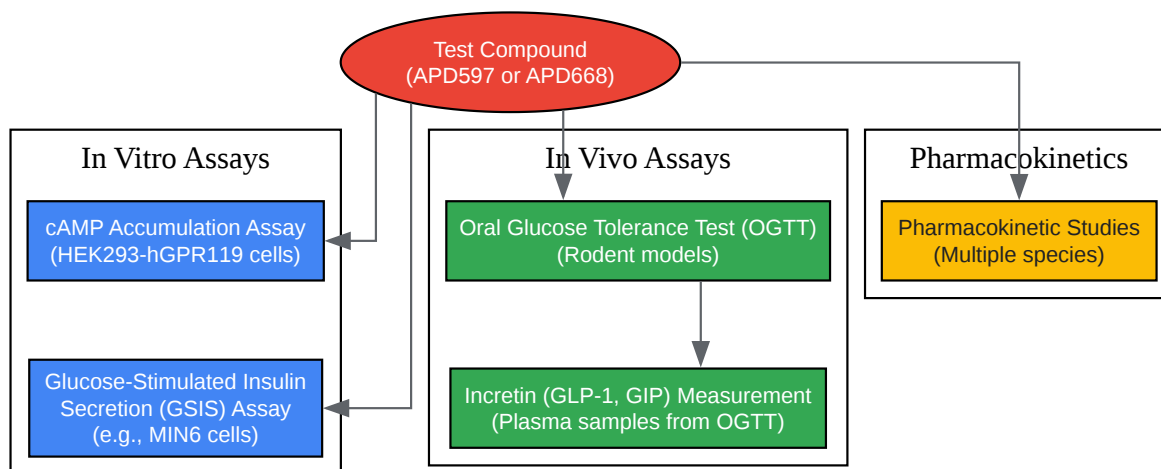 Test Compound
(APD597 or APD668)
In Vitro Assays
cAMP Accumulation Assay
(HEK293-hGPR119 cells)
Glucose-Stimulated Insulin
Secretion (GSIS) Assay
(e.g., MIN6 cells)
In Vivo Assays
Oral Glucose Tolerance Test (OGTT)
(Rodent models)
Incretin (GLP-1, GIP) Measurement
(Plasma samples from OGTT)
Pharmacokinetics
Pharmacokinetic Studies
(Multiple species)